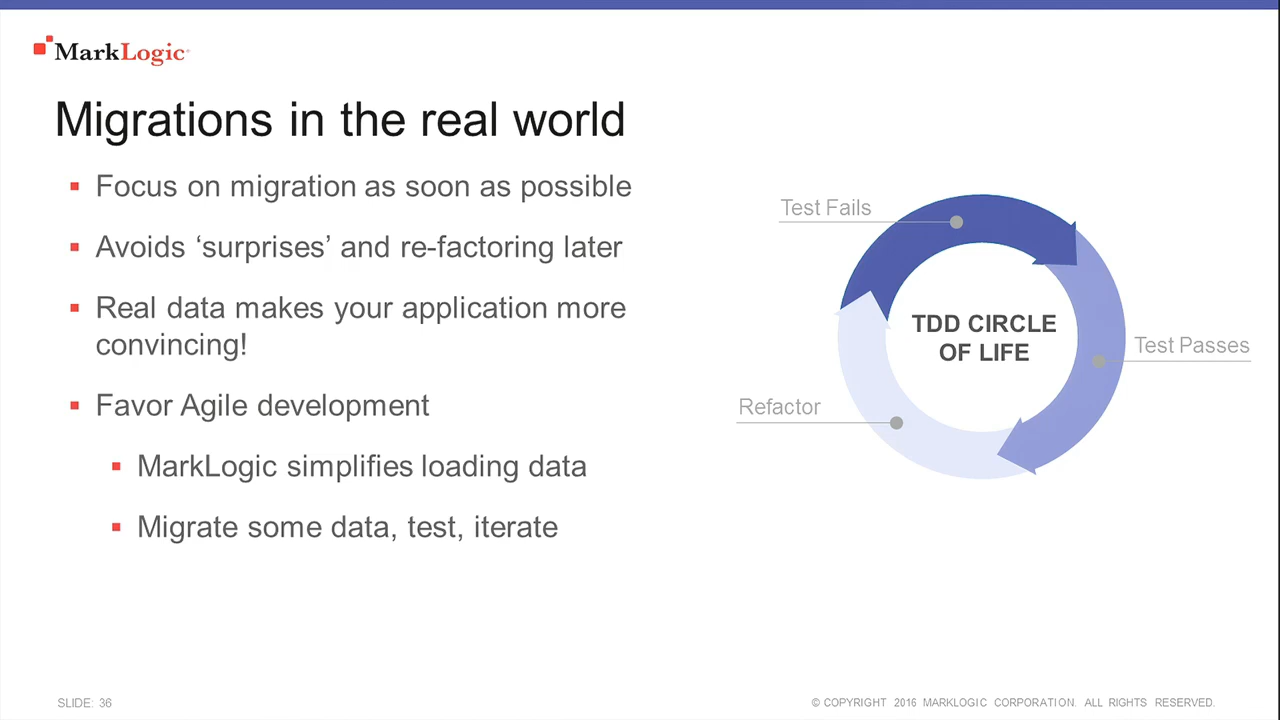 MarkLogic
Migrations in the real world
Focus on migration as soon as possible
Avoids ‘surprises’ and re-factoring later
Real data makes your application more
convincing!
Favor Agile development
MarkLogic simplifies loading data
Migrate some data, test, iterate
Test Fails
TDD CIRCLE
OF LIFE
Test Passes
Refactor
SLIDE: 36
© COPYRIGHT 2016 MARKLOGIC CORPORATION. ALL RIGHTS RESERVED.